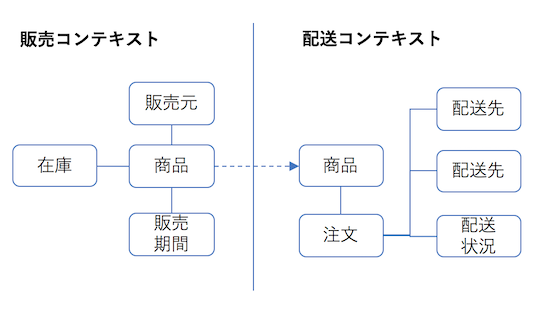 販売コンテキスト
配送コンテキスト
販売元
在庫
商品
販売
期間
商品
注文
配送先
配送先
配送
状況